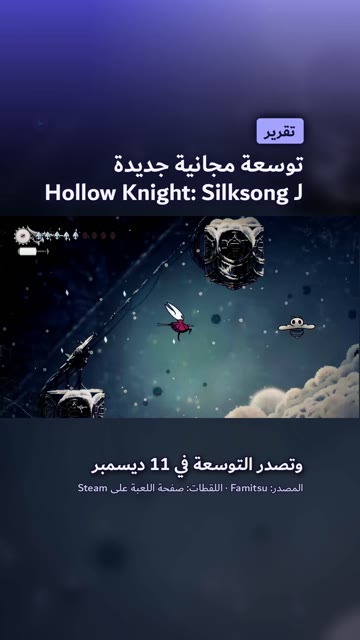 تقرير
توسعة مجانية جديدة
لـ Hollow Knight: Silksong
وتصدر التوسعة في 11 ديسمبر
المصدر: Famitsu · اللقطات: صفحة اللعبة على Steam